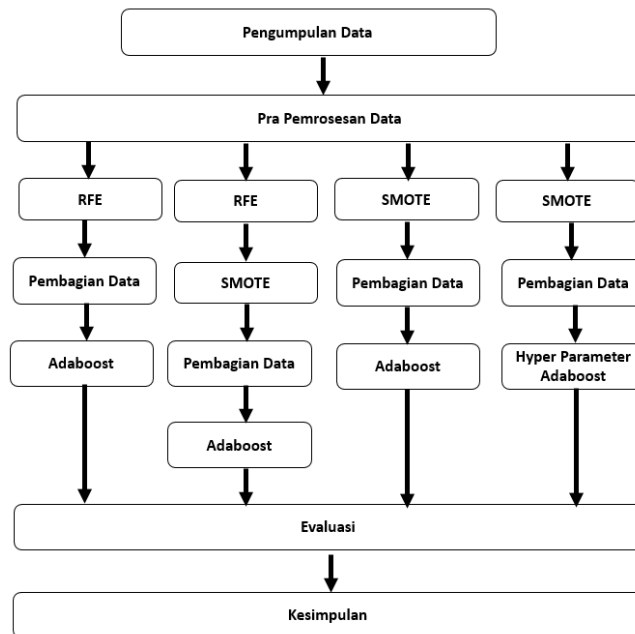 Pengumpulan Data
Pra Pemrosesan Data
RFE
RFE
SMOTE
SMOTE
Pembagian Data
SMOTE
Pembagian Data
Pembagian Data
Adaboost
Pembagian Data
Adaboost
Hyper Parameter
Adaboost
Adaboost
Evaluasi
Kesimpulan